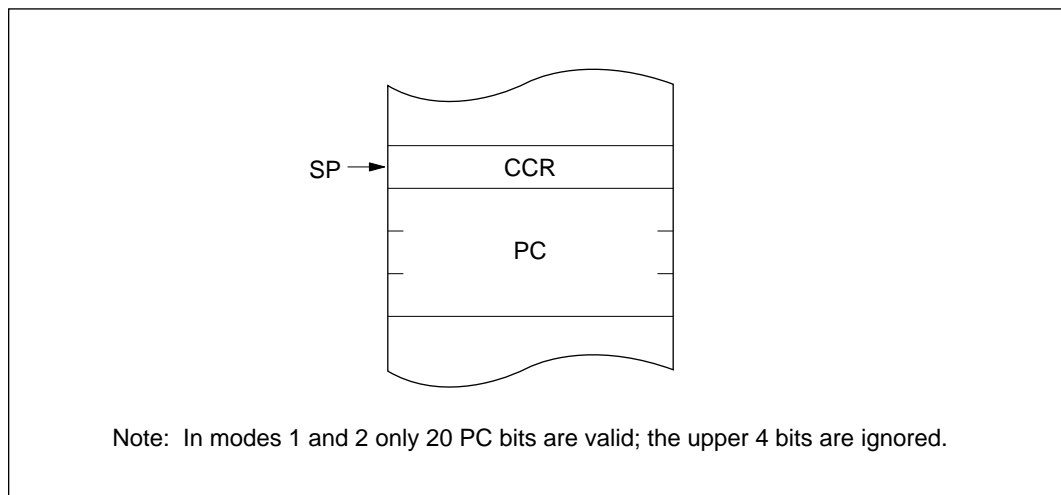 SP
CCR
PC
Note: In modes 1 and 2 only 20 PC bits are valid; the upper 4 bits are ignored.